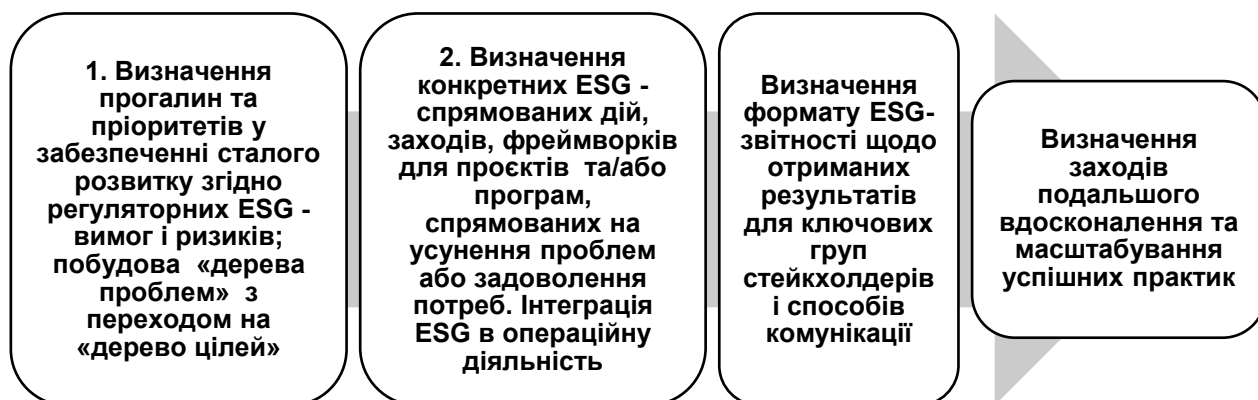 1. Визначення
прогалин та
пріоритетів у
забезпеченні сталого
розвитку згідно
регуляторних ESG -
вимог і ризиків;
побудова «дерева
проблем» з
переходом на
«дерево цілей»
2. Визначення
конкретних ESG -
спрямованих дій,
заходів, фреймворків
для проєктів та/або
програм,
спрямованих на
усунення проблем
або задоволення
потреб. Інтеграція
ESG в операційну
діяльність
Визначення
формату ESG-
звітності щодо
отриманих
результатів
для ключових
груп
стейкхолдерів
і способів
комунікації
Визначення
заходів
подальшого
вдосконалення та
масштабування
успішних практик